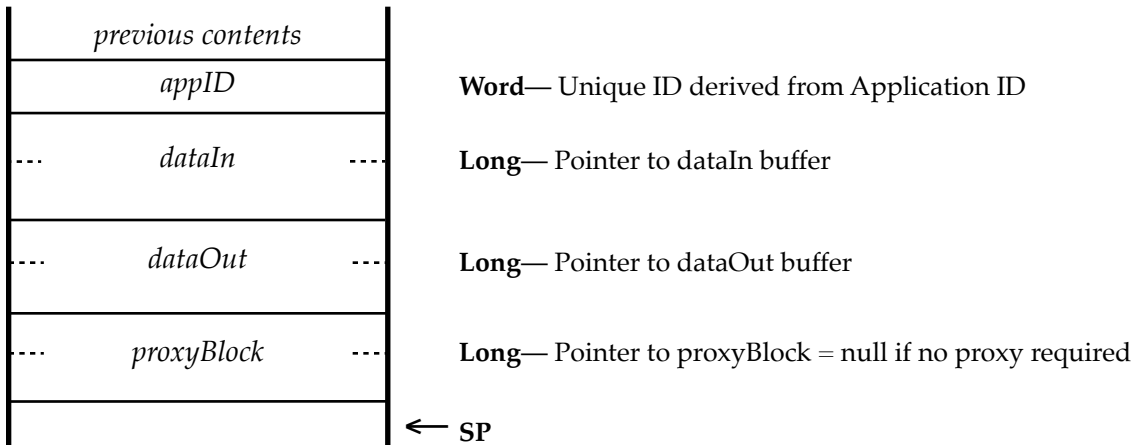 previous contents
appID Word— Unique ID derived from Application ID
dataIn Long— Pointer to dataIn buffer
dataOut Long— Pointer to dataOut buffer
proxyBlock Long— Pointer to proxyBlock = null if no proxy required
SP